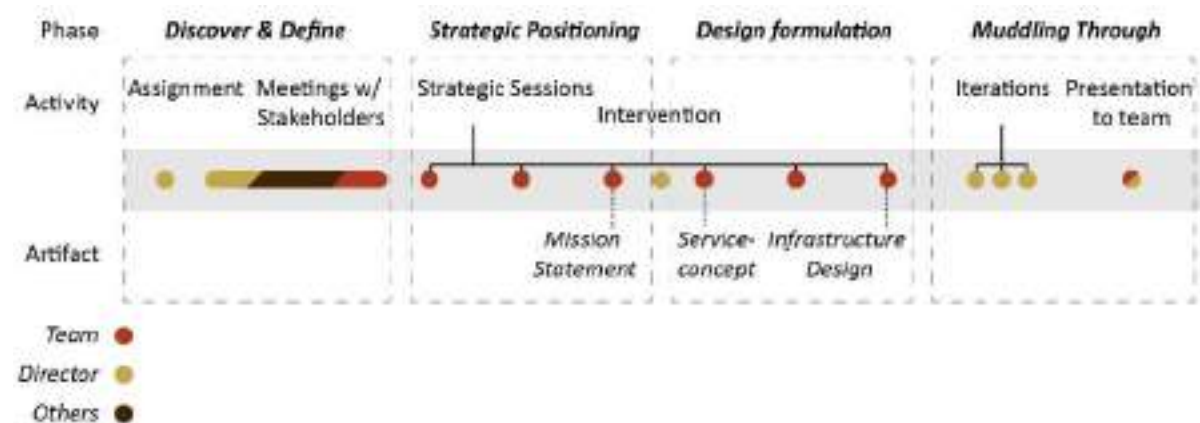 Phase Discover & Define Strategic Positioning Design formulation Muddling Through
Activity
Assignment Meetings w/
Stakeholders
Strategic Sessions
Intervention
Iterations Presentation
to team
Artifact
Mission
Statement
Service-
concept
Infrastructure
Design
Team
Director
Others